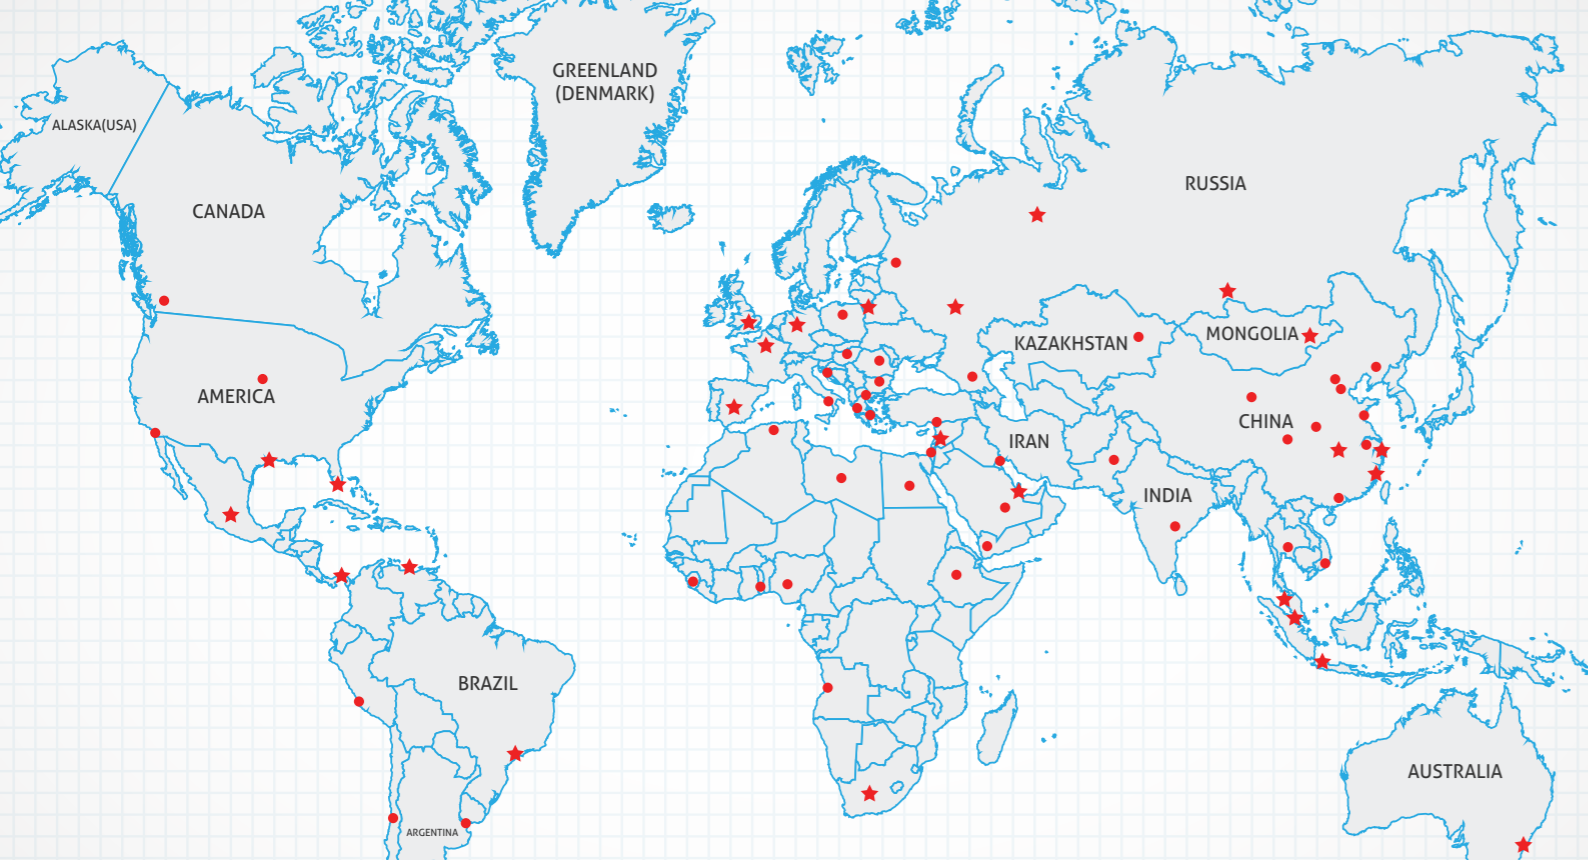 GREENLAND
(DENMARK)
ALASKA(USA)
RUSSIA
CANADA
MONGOLIA
KAZAKHSTAN
AMERICA
CHINA
IRAN
INDIA
BRAZIL
AUSTRALIA
ARGENTINA